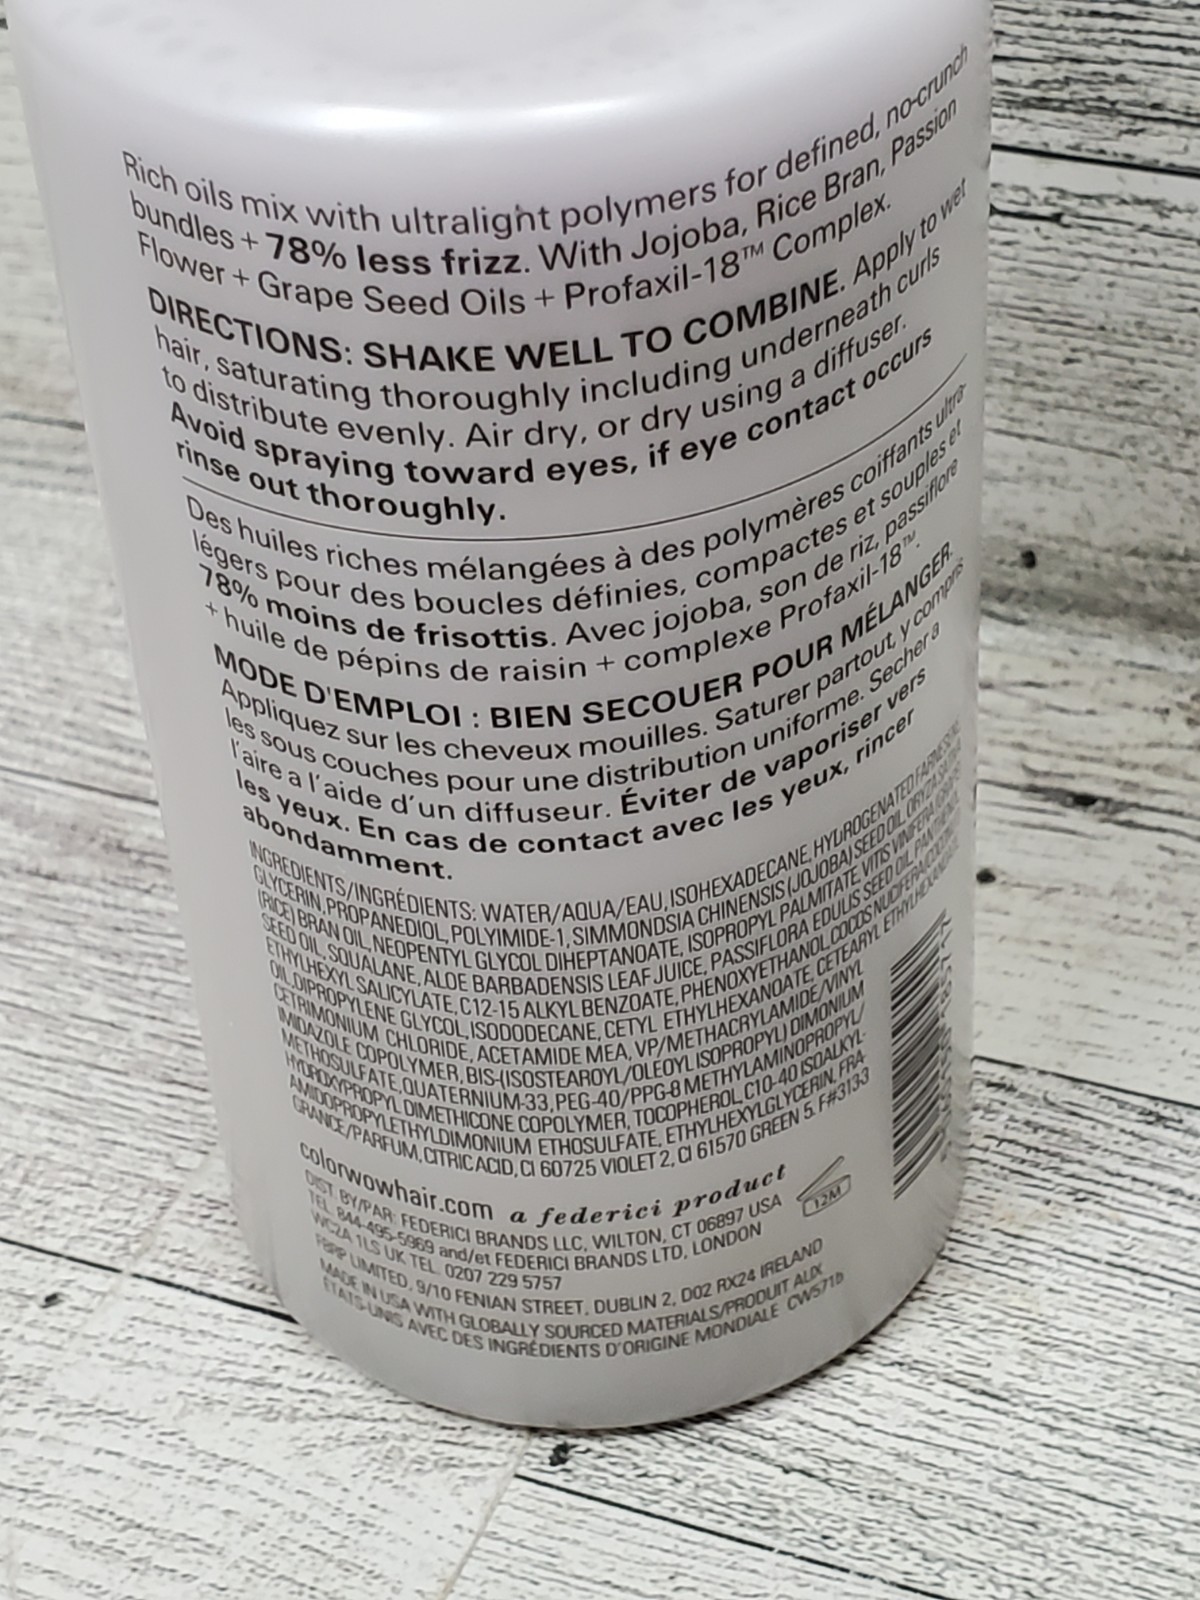 Rich oils mix with ultralight polymers for defined, no-crunch
bundles + 78% less frizz. With Jojoba, Rice Bran, Passion
Flower + Grape Seed Oils + Profaxil-18™ Complex.
DIRECTIONS: SHAKE WELL TO COMBINE. Apply to wet
hair, saturating thoroughly including underneath curls
to distribute evenly. Air dry, or dry using a diffuser.
Avoid spraying toward eyes, if eye contact occurs
rinse out thoroughly.
Des huiles riches mélangées à des polymères coiffants ultra-
légers pour des boucles définies, compactes et souples et
78% moins de frisottis. Avec jojoba, son de riz, passiflore
+ huile de pépins de raisin + complexe Profaxil-18™.
MODE D'EMPLOI : BIEN SECOUER POUR MÉLANGER.
Appliquez sur les cheveux mouilles. Saturer partout, y compris
les sous couches pour une distribution uniforme. Secher a
l'aire a l'aide d'un diffuseur. Éviter de vaporiser vers
les yeux. En cas de contact avec les yeux, rincer
abondamment.
INGREDIENTS/INGRÉDIENTS: WATER/AQUA/EAU, ISOHEXADECANE, HYDROGENATED
GLYCERIN, PROPANEDIOL, POLYIMIDE-1, SIMMONDSIA CHINENSIS (JOJOBA) SEED OIL, ORYZA SATIVA
(RICE) BRAN OIL, NEOPENTYL GLYCOL DIHEPTANOATE, ISOPROPYL PALMITATE, VITIS VINIFERA (GRAPE)
SEED OIL, SQUALANE, ALOE BARBADENSIS LEAF JUICE, PASSIFLORA EDULIS SEED OIL, PANTHENOL,
ETHYLHEXYL SALICYLATE, C12-15 ALKYL BENZOATE, PHENOXYETHANOL, COCOS NUCIFERA (COCONUT)
OIL, DIPROPYLENE GLYCOL, ISODODECANE, CETYL ETHYLHEXANOATE, CETEARYL ETHYLHEXANOATE,
CETRIMONIUM CHLORIDE, ACETAMIDE MEA, VP/METHACRYLAMIDE/VINYL
IMIDAZOLE COPOLYMER, BIS-(ISOSTEAROYL/OLEOYL ISOPROPYL) DIMONIUM
METHOSULFATE, QUATERNIUM-33, PEG-40/PPG-8 METHYLAMINOPROPYL/
HYDROXYPROPYL DIMETHICONE COPOLYMER, TOCOPHEROL, C10-40 ISOALKYL-
AMIDOPROPYLETHYLDIMONIUM ETHOSULFATE, ETHYLHEXYLGLYCERIN, FRA-
GRANCE/PARFUM, CITRIC ACID, CI 60725 VIOLET 2, CI 61570 GREEN 5. F#3133
colorwowhair.com a federici product
12M
DIST. BY/PAR: FEDERICI BRANDS LLC, WILTON, CT 06897 USA
TEL. 844-495-5969 and/et FEDERICI BRANDS LTD, LONDON
WC2A 1LS UK TEL. 0207 229 5757
FBRP LIMITED, 9/10 FENIAN STREET, DUBLIN 2, D02 RX24 IRELAND
MADE IN USA WITH GLOBALLY SOURCED MATERIALS/PRODUIT AUX
ÉTATS-UNIS AVEC DES INGRÉDIENTS D'ORIGINE MONDIALE CW571b